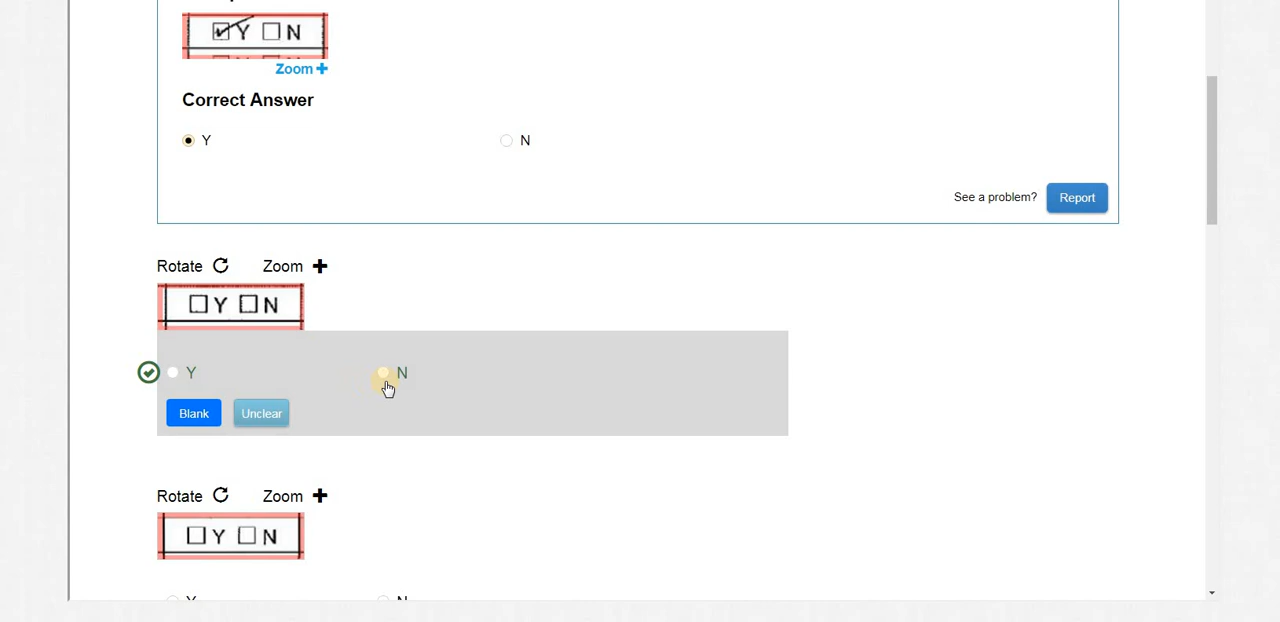 Y N
Zoom +
Correct Answer
Y N
See a problem? Report
Rotate Zoom +
Y N
Y N
Blank Unclear
Rotate Zoom +
Y N
Y N